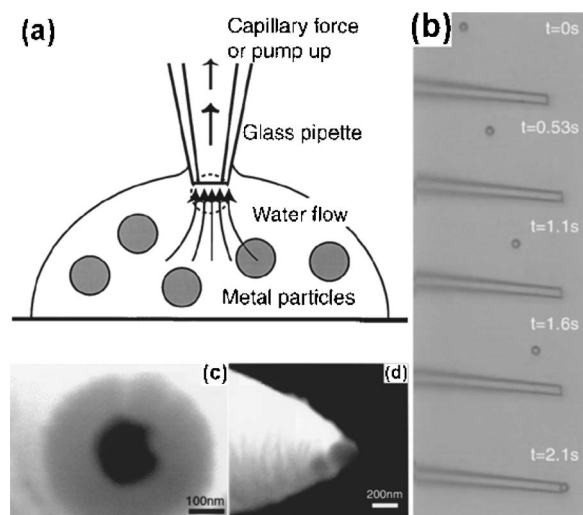 (a)
Capillary force
or pump up
Glass pipette
Water flow
Metal particles
(b)
t=0s
t=0.53s
t=1.1s
t=1.6s
t=2.1s
(c)
100nm
(d)
200nm